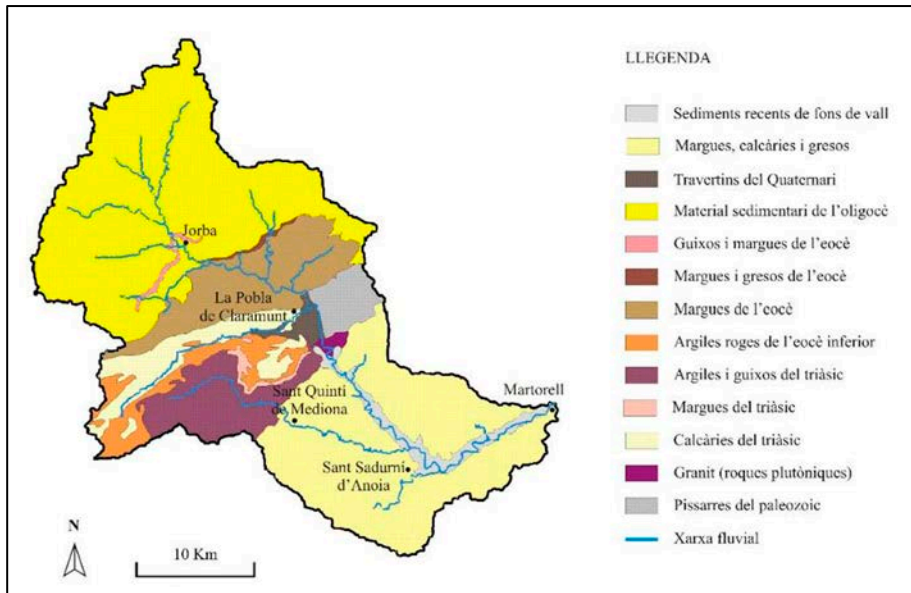 LLEGENDA
Sediments recents de fons de vall
Margues, calcàries i gresos
Travertins del Quaternari
Material sedimentari de l'oligocè
Guixos i margues de l'eocè
Margues i gresos de l'eocè
Margues de l'eocè
Argiles roges de l'eocè inferior
Argiles i guixos del triàsic
Margues del triàsic
Calcàries del triàsic
Granit (roques plutòniques)
Pissarres del paleozoic
Xarxa fluvial
Jorba
La Pobla
de Claramunt
Sant Quintí
de Mediona
Martorell
Sant Sadurní
d'Anoia
N
10 Km